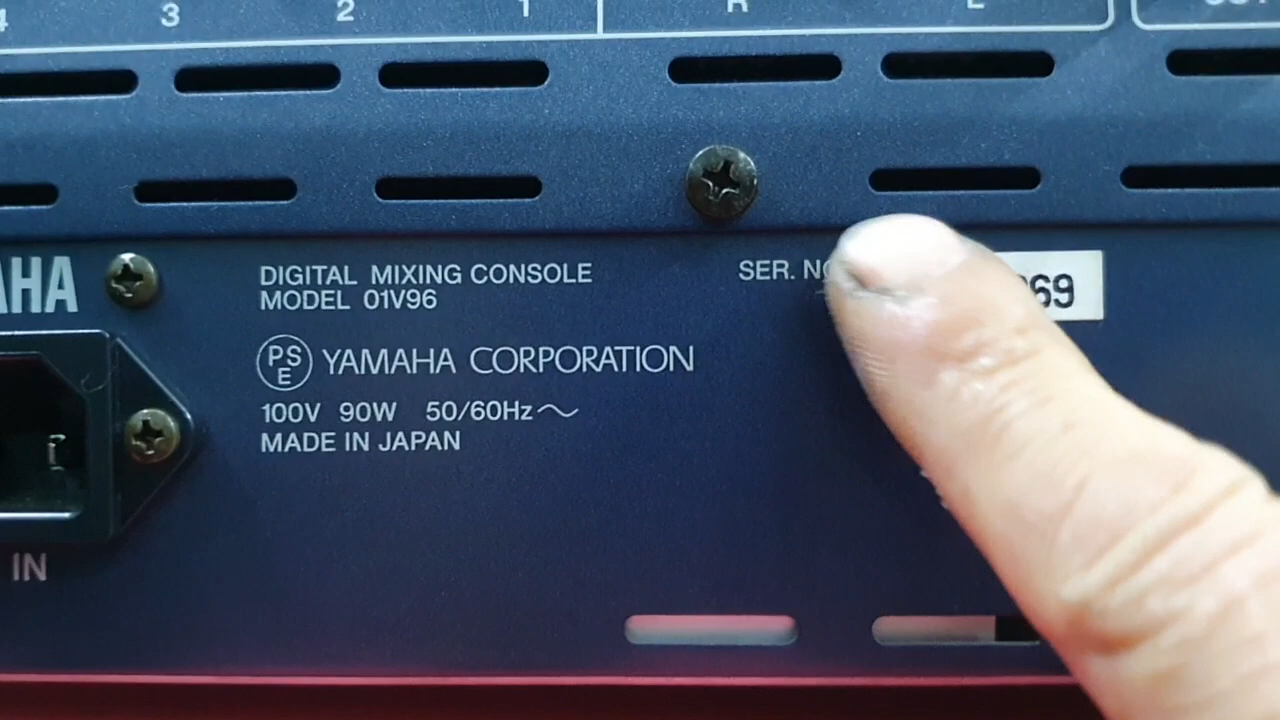 4 3 2 1 R L
DIGITAL MIXING CONSOLE
MODEL 01V96
SER. No
69
PSE YAMAHA CORPORATION
100V 90W 50/60Hz～
MADE IN JAPAN
IN